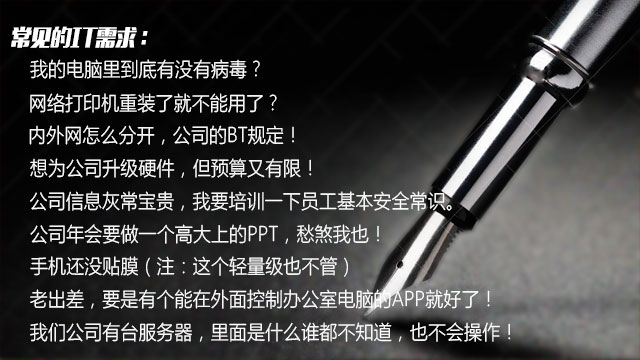 常见的IT需求：
我的电脑里到底有没有病毒？
网络打印机重装了就不能用了？
内外网怎么分开，公司的BT规定！
想为公司升级硬件，但预算又有限！
公司信息灰常宝贵，我要培训一下员工基本安全常识。
公司年会要做一个高大上的PPT，愁煞我也！
手机还没贴膜（注：这个轻量级也不管）
老出差，要是有个能在外面控制办公室电脑的APP就好了！
我们公司有台服务器，里面是什么谁都不知道，也不会操作！